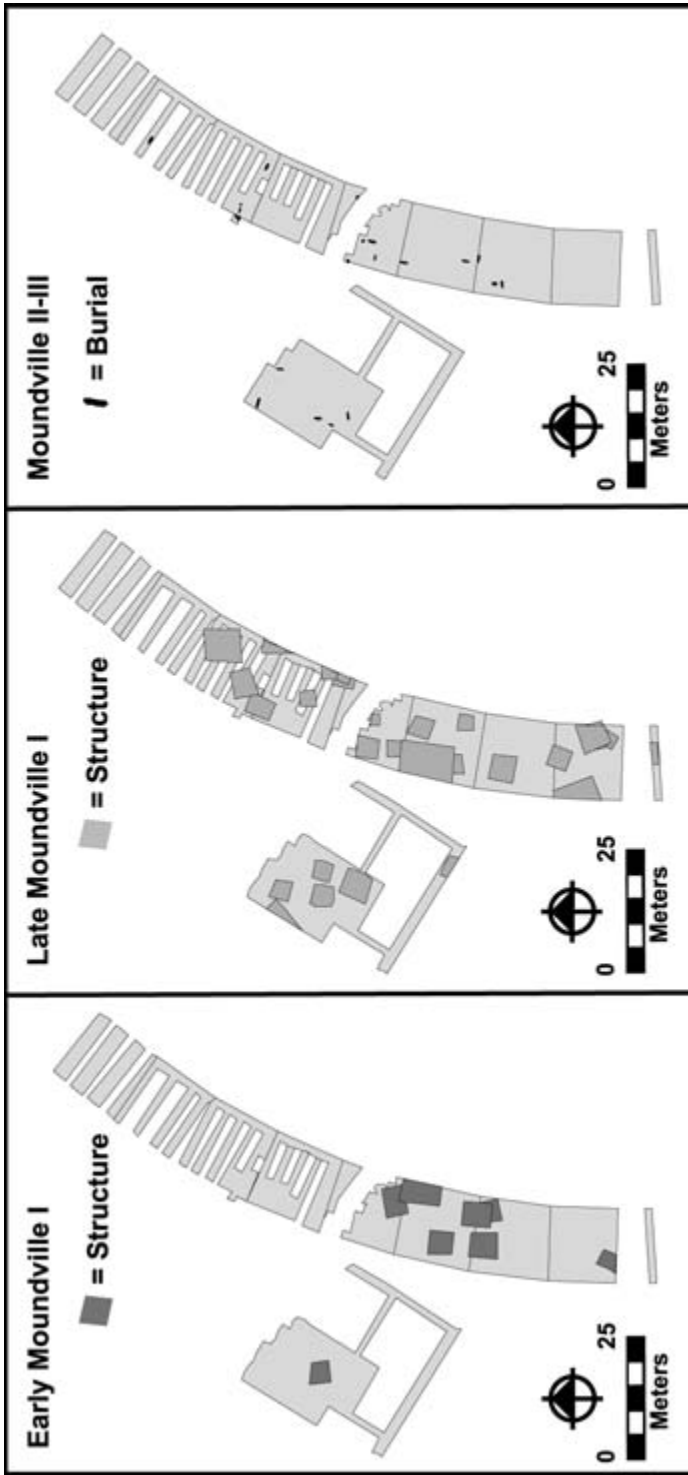 Early Moundville I
= Structure
0
25
Meters
Late Moundville I
= Structure
0
25
Meters
Moundville II-III
= Burial
0
25
Meters